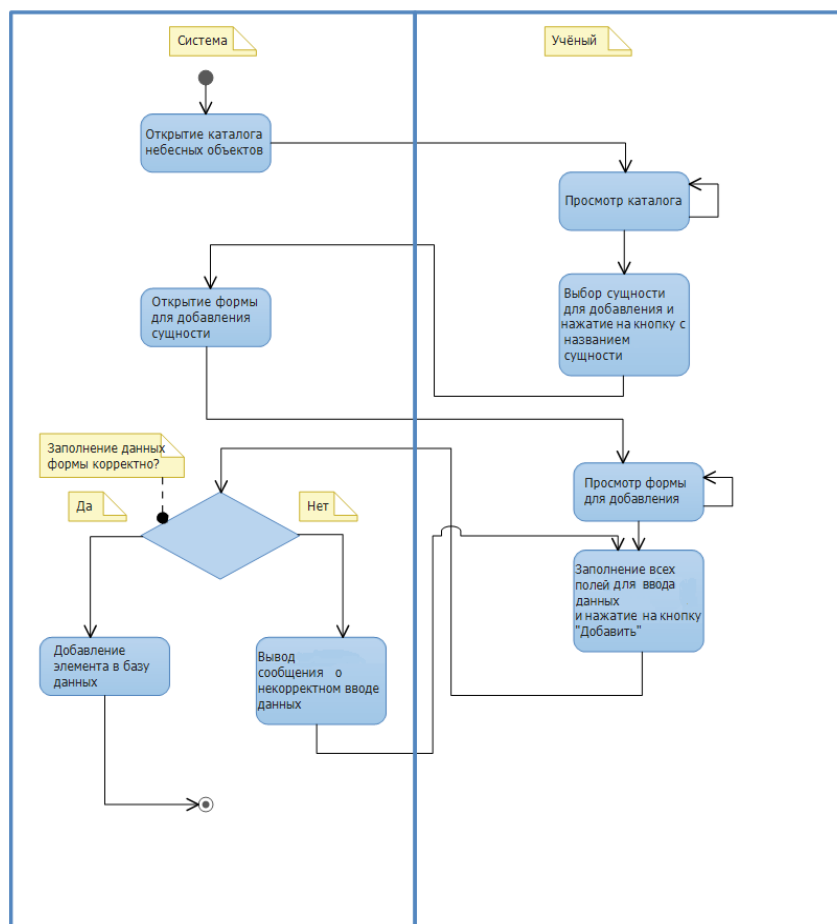 Система
Учёный
Открытие каталога
небесных объектов
Просмотр каталога
Выбор сущности
для добавления и
нажатие на кнопку с
названием
сущности
Открытие формы
для добавления
сущности
Заполнение данных
формы корректно?
Да
Нет
Просмотр формы
для добавления
Заполнение всех
полей для ввода
данных
и нажатие на кнопку
"Добавить"
Добавление
элемента в базу
данных
Вывод
сообщения о
некорректном вводе
данных